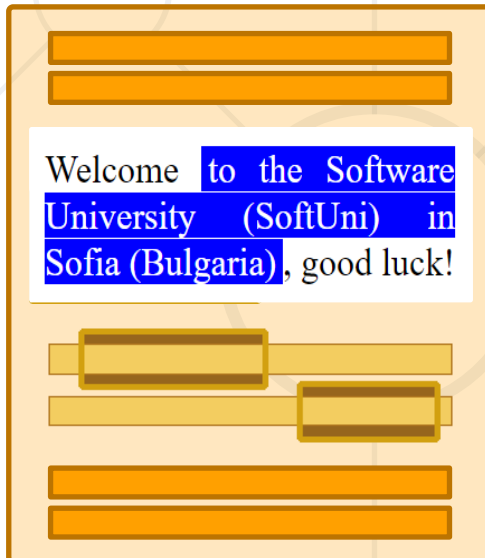 Welcome to the Software
University (SoftUni) in
Sofia (Bulgaria), good luck!